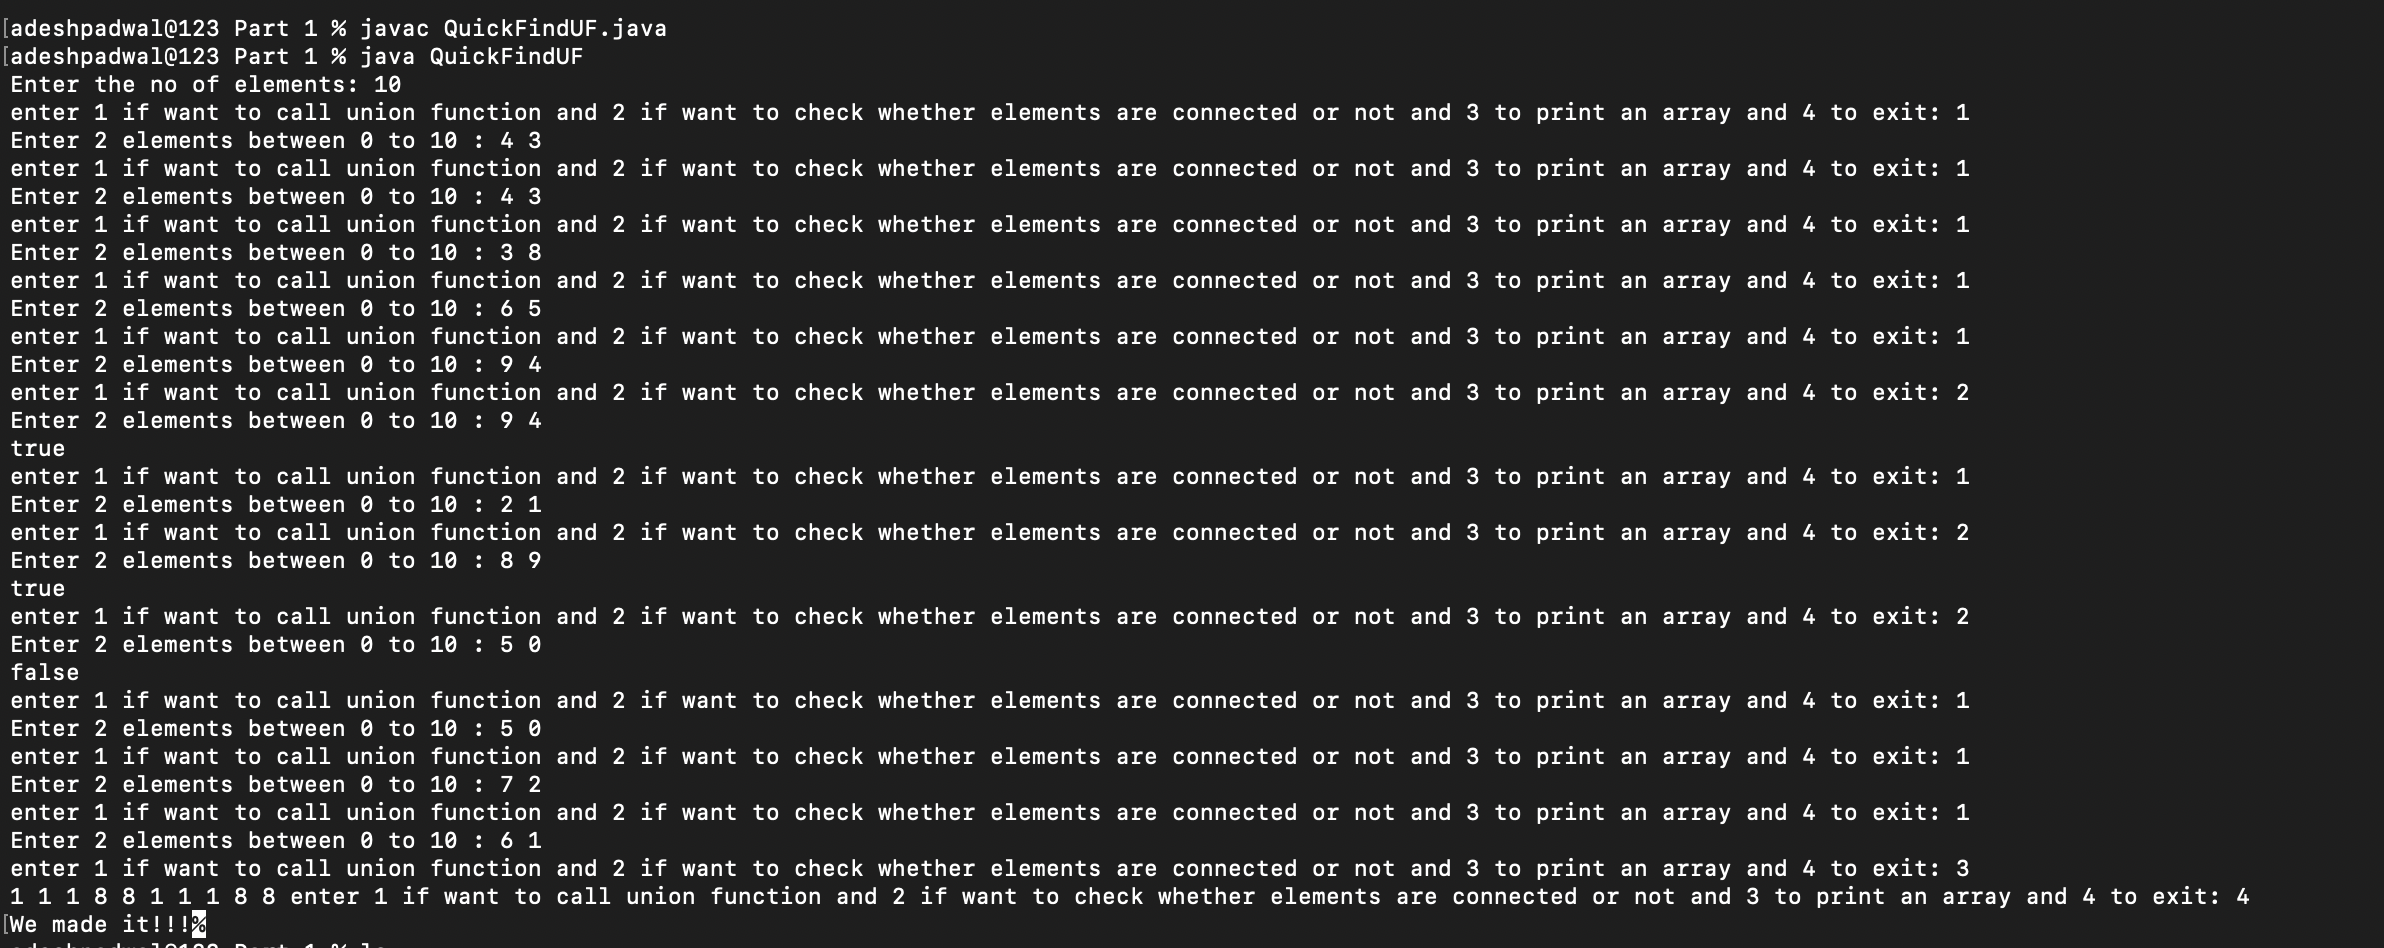 [adeshpadwal@123 Part 1 % javac QuickFindUF.java
[adeshpadwal@123 Part 1 % java QuickFindUF
Enter the no of elements: 10
enter 1 if want to call union function and 2 if want to check whether elements are connected or not and 3 to print an array and 4 to exit: 1
Enter 2 elements between 0 to 10 : 4 3
enter 1 if want to call union function and 2 if want to check whether elements are connected or not and 3 to print an array and 4 to exit: 1
Enter 2 elements between 0 to 10 : 4 3
enter 1 if want to call union function and 2 if want to check whether elements are connected or not and 3 to print an array and 4 to exit: 1
Enter 2 elements between 0 to 10 : 3 8
enter 1 if want to call union function and 2 if want to check whether elements are connected or not and 3 to print an array and 4 to exit: 1
Enter 2 elements between 0 to 10 : 6 5
enter 1 if want to call union function and 2 if want to check whether elements are connected or not and 3 to print an array and 4 to exit: 1
Enter 2 elements between 0 to 10 : 9 4
enter 1 if want to call union function and 2 if want to check whether elements are connected or not and 3 to print an array and 4 to exit: 2
Enter 2 elements between 0 to 10 : 9 4
true
enter 1 if want to call union function and 2 if want to check whether elements are connected or not and 3 to print an array and 4 to exit: 1
Enter 2 elements between 0 to 10 : 2 1
enter 1 if want to call union function and 2 if want to check whether elements are connected or not and 3 to print an array and 4 to exit: 2
Enter 2 elements between 0 to 10 : 8 9
true
enter 1 if want to call union function and 2 if want to check whether elements are connected or not and 3 to print an array and 4 to exit: 2
Enter 2 elements between 0 to 10 : 5 0
false
enter 1 if want to call union function and 2 if want to check whether elements are connected or not and 3 to print an array and 4 to exit: 1
Enter 2 elements between 0 to 10 : 5 0
enter 1 if want to call union function and 2 if want to check whether elements are connected or not and 3 to print an array and 4 to exit: 1
Enter 2 elements between 0 to 10 : 7 2
enter 1 if want to call union function and 2 if want to check whether elements are connected or not and 3 to print an array and 4 to exit: 1
Enter 2 elements between 0 to 10 : 6 1
enter 1 if want to call union function and 2 if want to check whether elements are connected or not and 3 to print an array and 4 to exit: 3
1 1 1 8 8 1 1 1 8 8 enter 1 if want to call union function and 2 if want to check whether elements are connected or not and 3 to print an array and 4 to exit: 4
[We made it!!!%